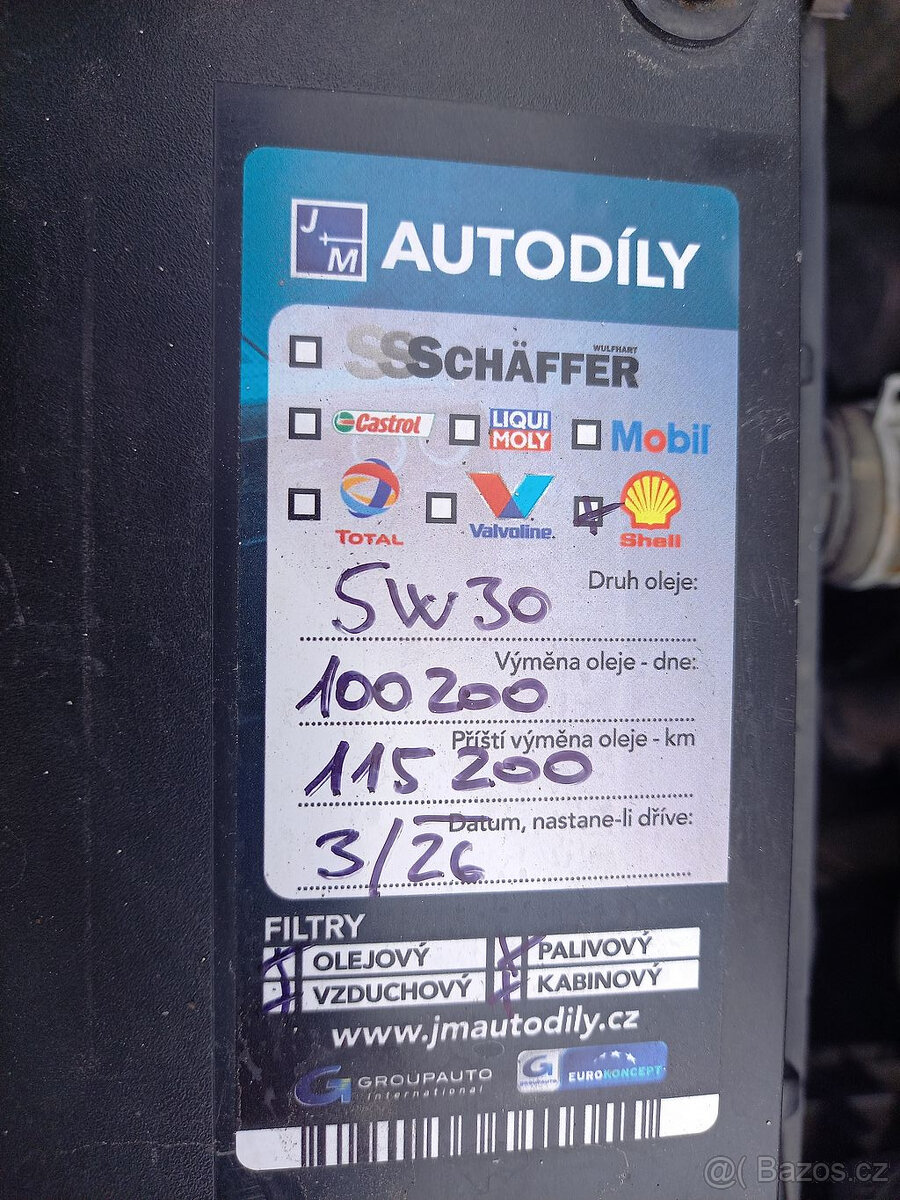 J M AUTODÍLY
SSSCHÄFFER WULFHART
Castrol LIQUI MOLY Mobil
TOTAL Valvoline. Shell
Druh oleje:
5W30
Výměna oleje - dne:
100 200
Příští výměna oleje - km
115 200
Datum, nastane-li dříve:
3/26
FILTRY
OLEJOVÝ PALIVOVÝ
VZDUCHOVÝ KABINOVÝ
www.jmautodily.cz
G GROUPAUTO international G EUROKONCEPT
@( Bazos.cz